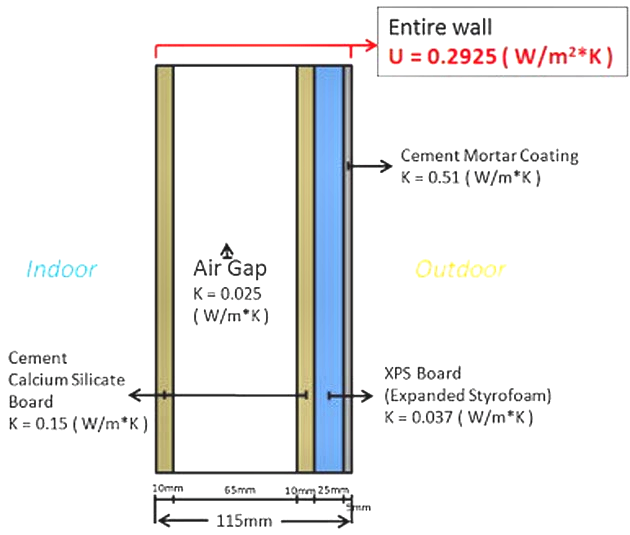 Entire wall
U = 0.2925 ( W/m²*K )
Cement Mortar Coating
K = 0.51 ( W/m*K )
Indoor
Air Gap
K = 0.025
( W/m*K )
Outdoor
Cement
Calcium Silicate
Board
K = 0.15 ( W/m*K )
XPS Board
(Expanded Styrofoam)
K = 0.037 ( W/m*K )
10mm 65mm 10mm 25mm
5mm
115mm